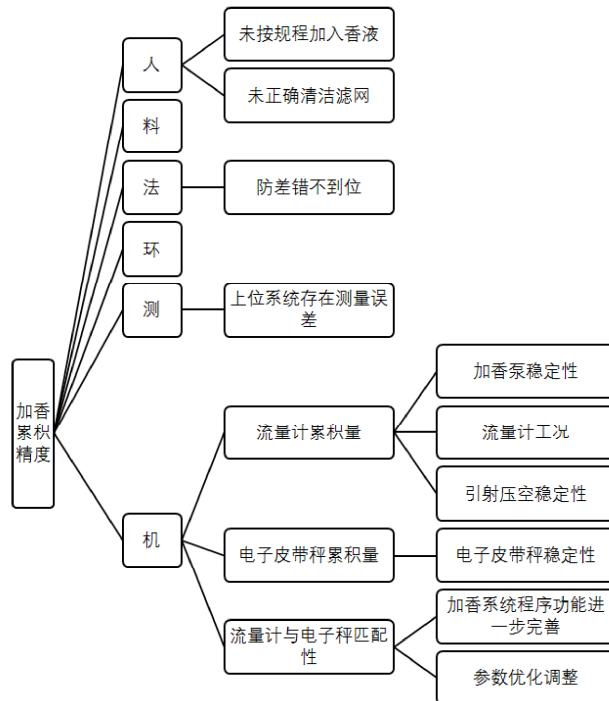 加香
累积
精度
人
未按规程加入香液
未正确清洁滤网
料
法
防差错不到位
环
测
上位系统存在测量误
差
机
流量计累积量
加香泵稳定性
流量计工况
引射压空稳定性
电子皮带秤累积量
电子皮带秤稳定性
流量计与电子秤匹配
性
加香系统程序功能进
一步完善
参数优化调整